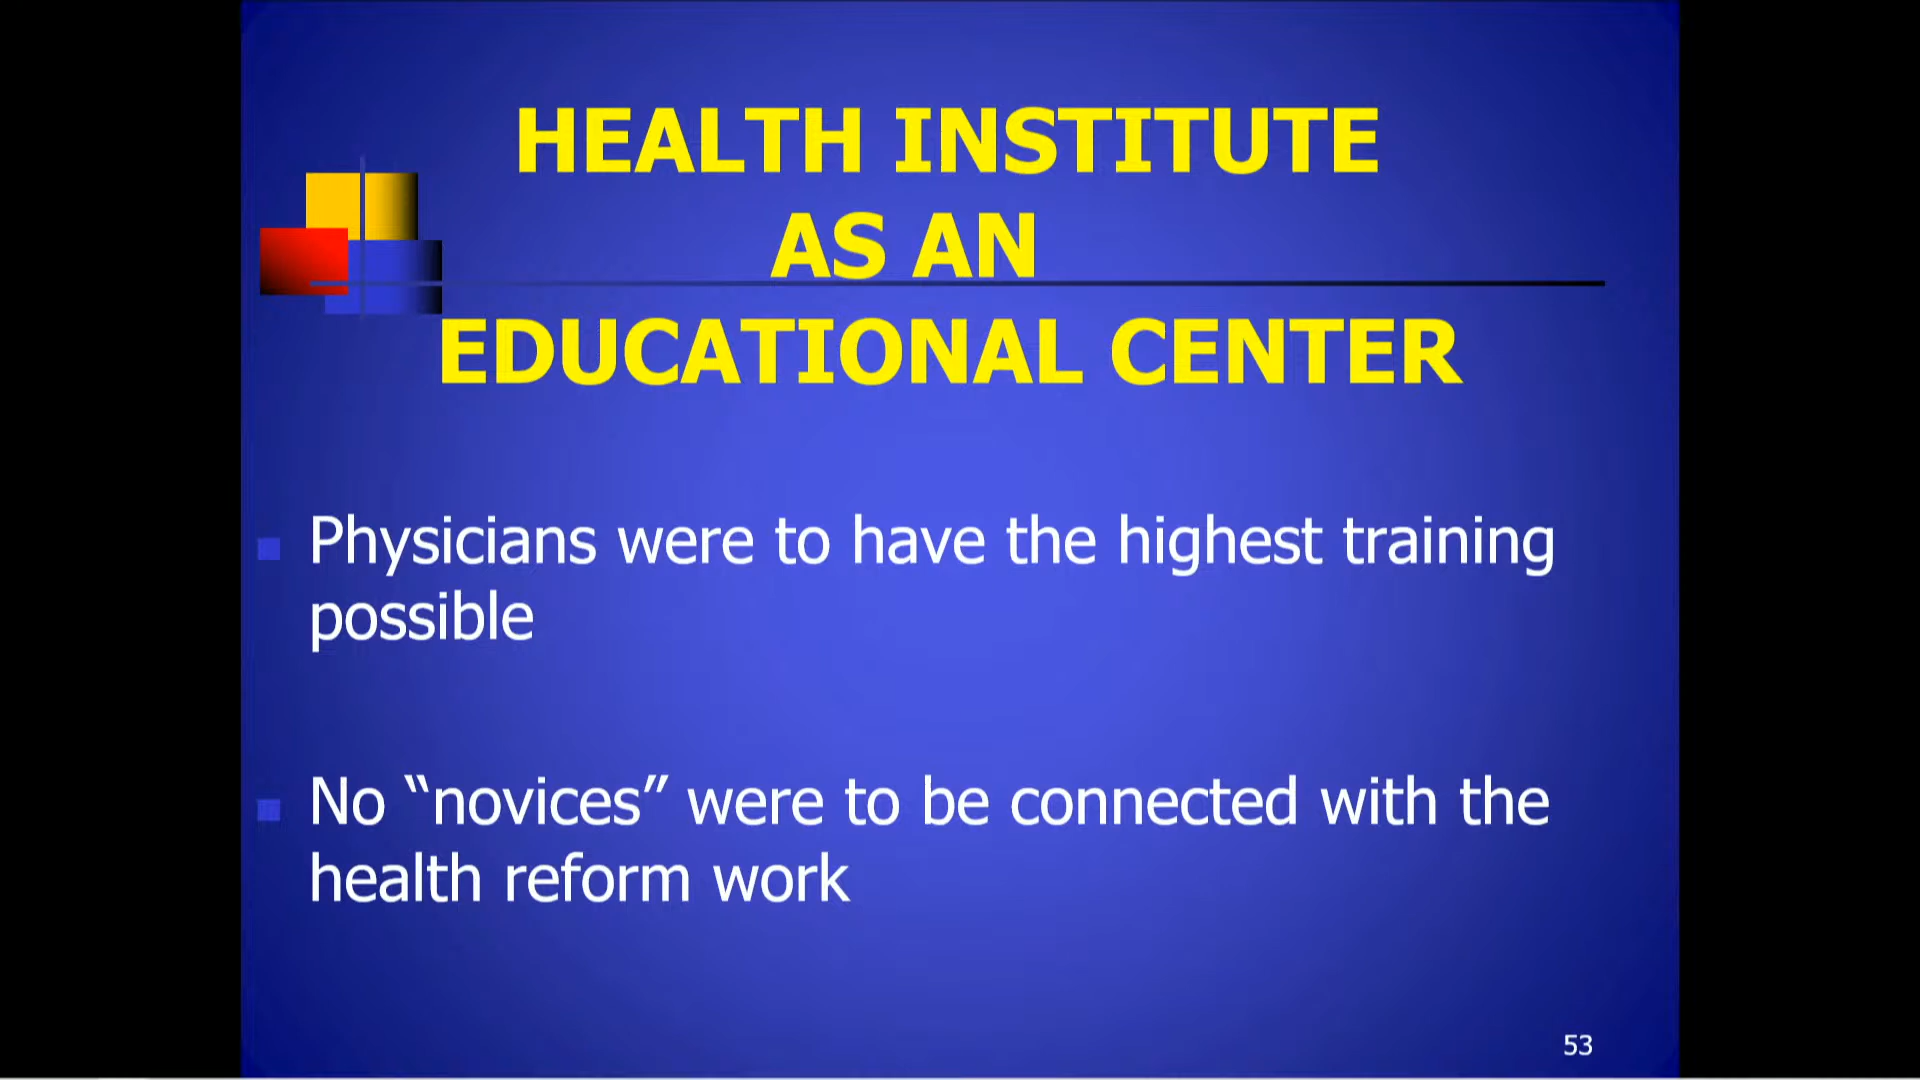 HEALTH INSTITUTE
AS AN
EDUCATIONAL CENTER
Physicians were to have the highest training
possible
No “novices” were to be connected with the
health reform work
53